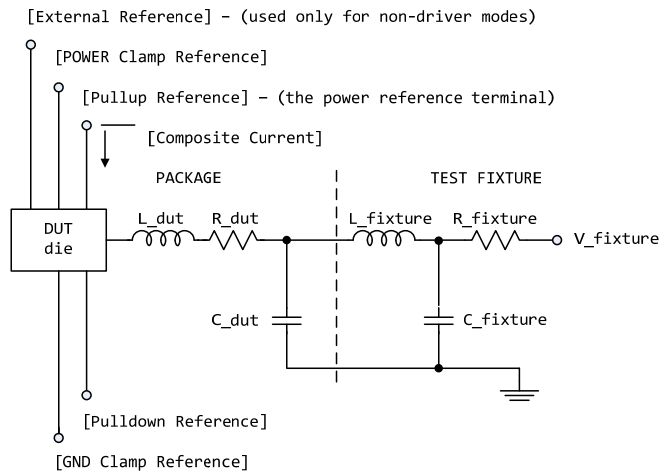 [External Reference] – (used only for non-driver modes)
[POWER Clamp Reference]
[Pullup Reference] – (the power reference terminal)
[Composite Current]
PACKAGE
TEST FIXTURE
L_dut
R_dut
L_fixture
R_fixture
DUT
die
V_fixture
C_dut
C_fixture
[Pulldown Reference]
[GND Clamp Reference]